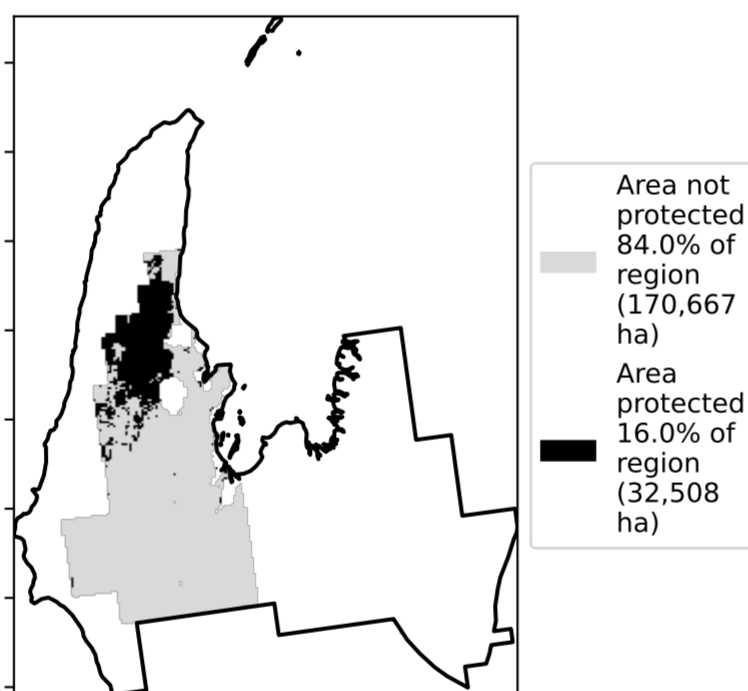 Area not
protected
84.0% of
region
(170,667
ha)
Area
protected
16.0% of
region
(32,508
ha)